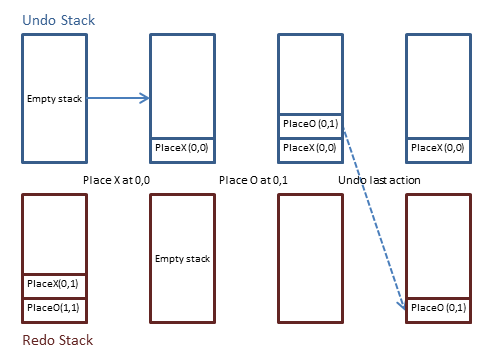 Undo Stack
Empty stack
PlaceX (0,0)
PlaceO (0,1)
PlaceX (0,0)
PlaceX (0,0)
Place X at 0,0
Place O at 0,1
Undo last action
PlaceX(0,1)
PlaceO(1,1)
Empty stack
PlaceO (0,1)
Redo Stack